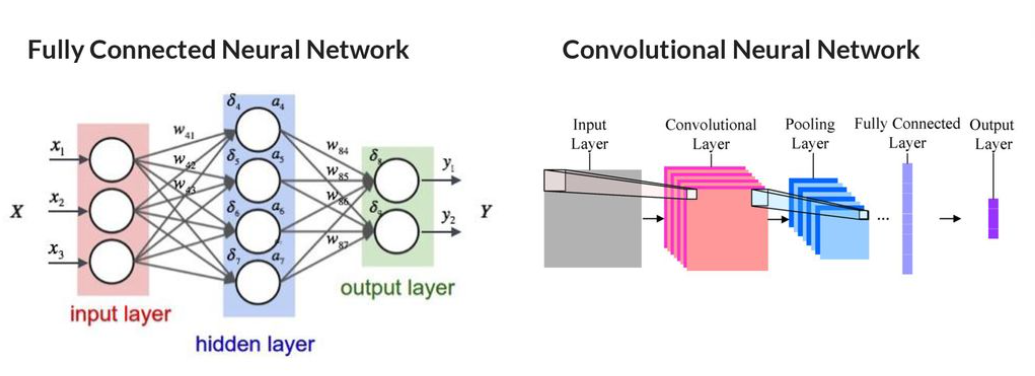 Fully Connected Neural Network
X
x₁
x₂
x₃
w₄₁
w₄₂
w₄₃
δ₄ a₄
δ₅ a₅
δ₆ a₆
δ₇ a₇
w₈₄
w₈₅
w₈₆
w₈₇
δ₈
y₁
y₂
Y
input layer
hidden layer
output layer
Convolutional Neural Network
Input
Layer
Convolutional
Layer
Pooling
Layer
Fully Connected
Layer
Output
Layer
...